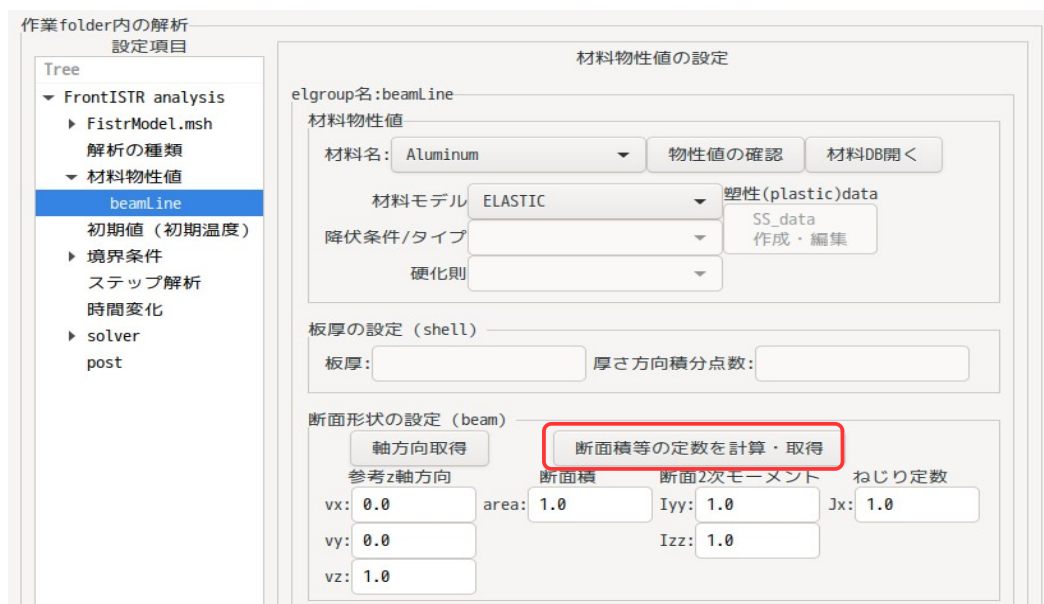 作業folder内の解析
設定項目
Tree
FrontISTR analysis
FistrModel.msh
解析の種類
材料物性値
beamLine
初期値（初期温度）
境界条件
ステップ解析
時間変化
solver
post
材料物性値の設定
elgroup名:beamLine
材料物性値
材料名: Aluminum 物性値の確認 材料DB開く
材料モデル ELASTIC 塑性(plastic)data
降伏条件/タイプ SS_data
作成・編集
硬化則
板厚の設定（shell）
板厚: 厚さ方向積分点数:
断面形状の設定（beam）
軸方向取得 断面積等の定数を計算・取得
参考z軸方向 断面積 断面2次モーメント ねじり定数
vx: 0.0 area: 1.0 Iyy: 1.0 Jx: 1.0
vy: 0.0 Izz: 1.0
vz: 1.0